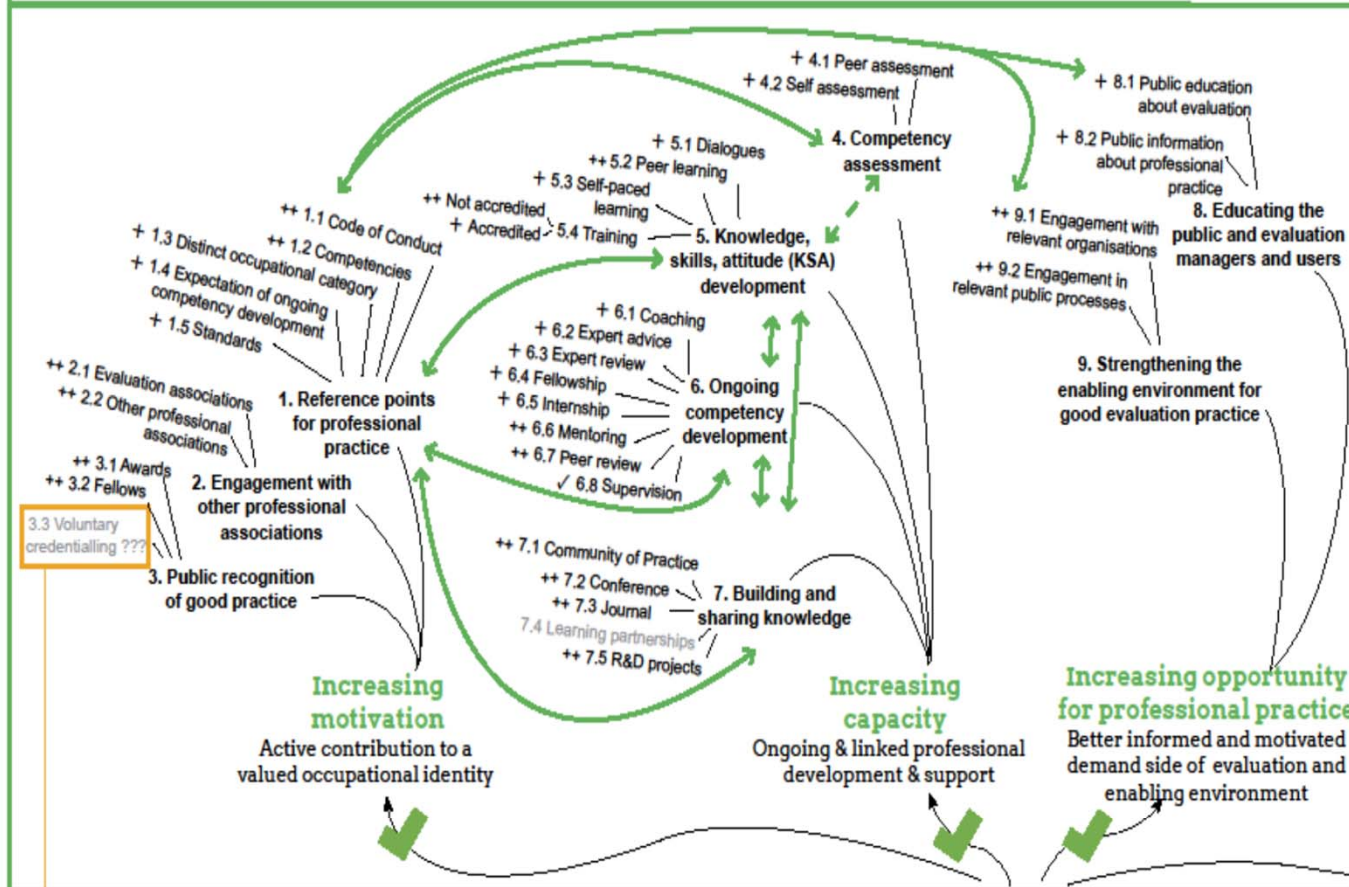 + 4.1 Peer assessment
+ 4.2 Self assessment
4. Competency
assessment
+ 8.1 Public education
about evaluation
+ 8.2 Public information
about professional
practice
8. Educating the
public and evaluation
managers and users
+ 5.1 Dialogues
++ 5.2 Peer learning
+ 5.3 Self-paced
learning
++ Not accredited
+ Accredited
5.4 Training
5. Knowledge,
skills, attitude (KSA)
development
++ 9.1 Engagement with
relevant organisations
++ 9.2 Engagement in
relevant public processes
9. Strengthening the
enabling environment for
good evaluation practice
++ 1.1 Code of Conduct
++ 1.2 Competencies
+ 1.3 Distinct occupational category
+ 1.4 Expectation of ongoing
competency development
+ 1.5 Standards
1. Reference points
for professional
practice
+ 6.1 Coaching
+ 6.2 Expert advice
+ 6.3 Expert review
+ 6.4 Fellowship
+ 6.5 Internship
++ 6.6 Mentoring
++ 6.7 Peer review
✓ 6.8 Supervision
6. Ongoing
competency
development
++ 2.1 Evaluation associations
++ 2.2 Other professional
associations
2. Engagement with
other professional
associations
++ 3.1 Awards
++ 3.2 Fellows
3.3 Voluntary
credentialling ???
3. Public recognition
of good practice
++ 7.1 Community of Practice
++ 7.2 Conference
++ 7.3 Journal
7.4 Learning partnerships
++ 7.5 R&D projects
7. Building and
sharing knowledge
Increasing
motivation
Active contribution to a
valued occupational identity
Increasing
capacity
Ongoing & linked professional
development & support
Increasing opportunity
for professional practice
Better informed and motivated
demand side of evaluation and
enabling environment